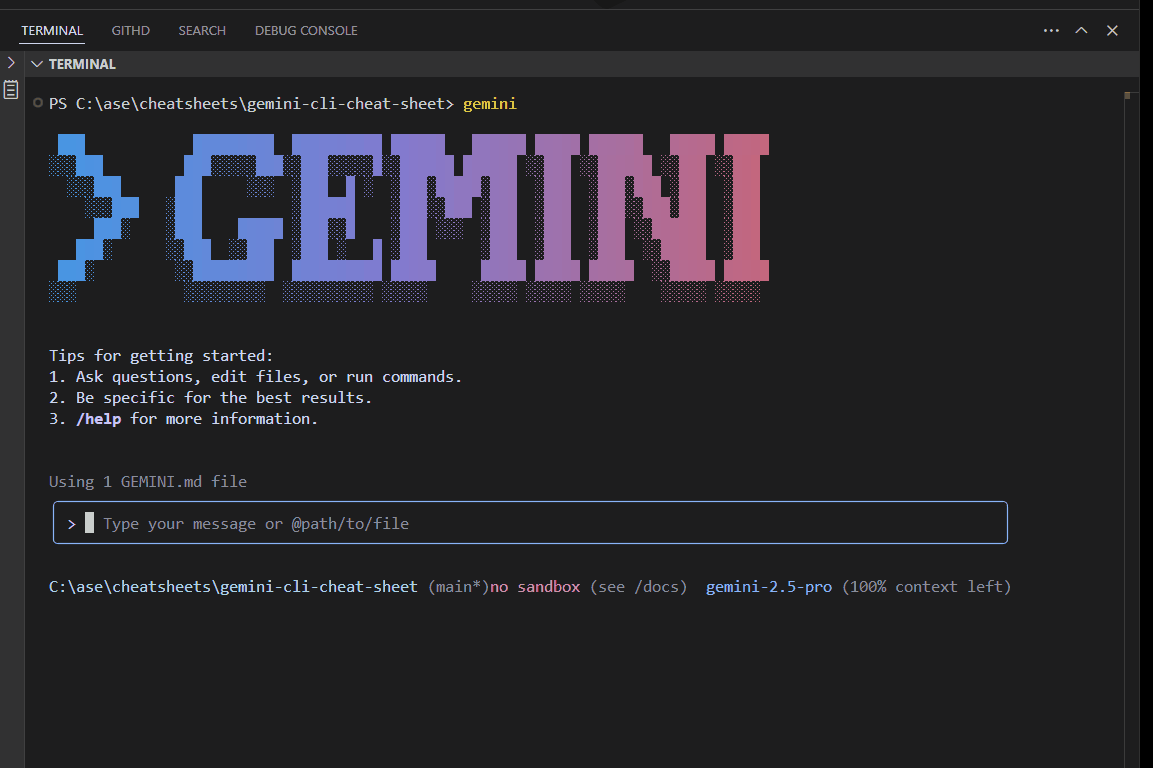 TERMINAL GITHD SEARCH DEBUG CONSOLE
TERMINAL
PS C:\ase\cheatsheets\gemini-cli-cheat-sheet> gemini
> GEMINI
Tips for getting started:
1. Ask questions, edit files, or run commands.
2. Be specific for the best results.
3. /help for more information.
Using 1 GEMINI.md file
> Type your message or @path/to/file
C:\ase\cheatsheets\gemini-cli-cheat-sheet (main*)no sandbox (see /docs) gemini-2.5-pro (100% context left)